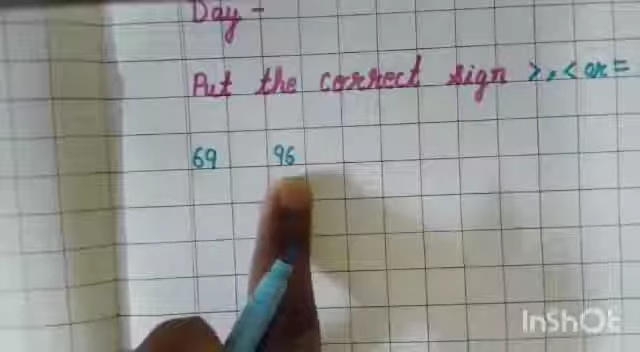 Day -
Put the correct sign >, < or =
69 96
InShOt